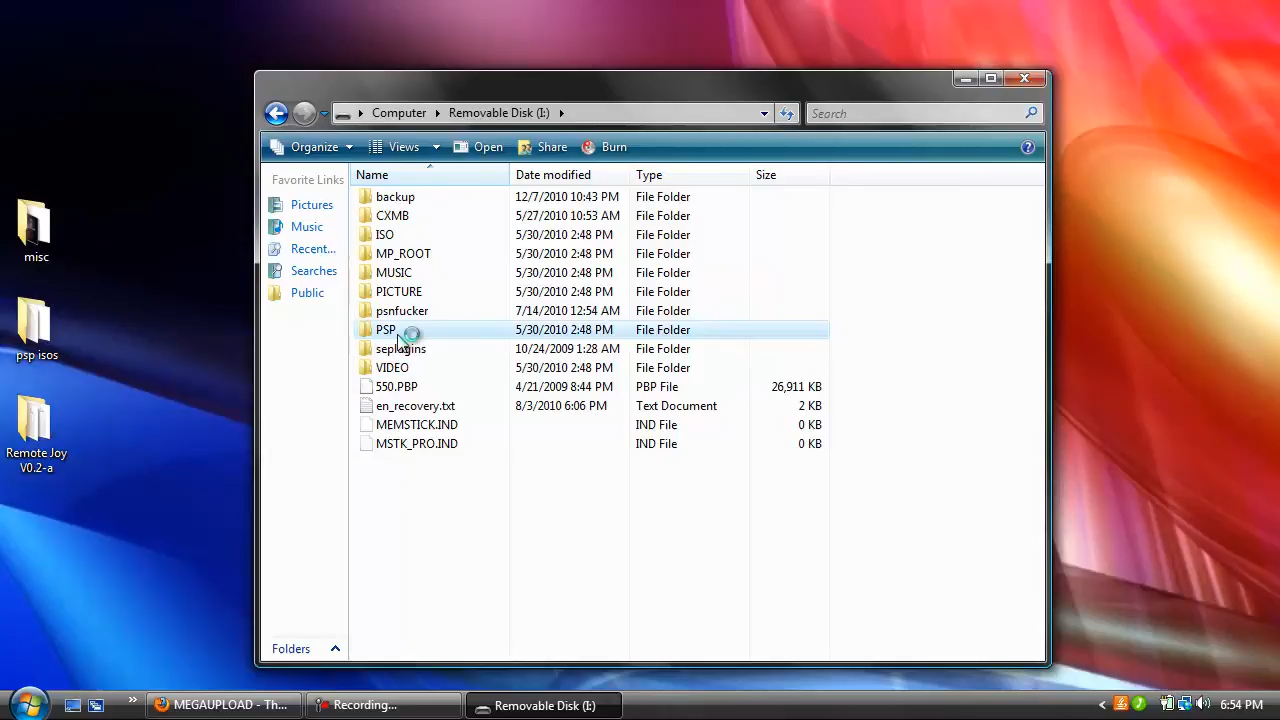 misc
psp isos
Remote Joy
V0.2-a
Computer Removable Disk (I:) Search
Organize Views Open Share Burn
Favorite Links
Pictures
Music
Recent...
Searches
Public
Folders
Name Date modified Type Size
backup 12/7/2010 10:43 PM File Folder
CXMB 5/27/2010 10:53 AM File Folder
ISO 5/30/2010 2:48 PM File Folder
MP_ROOT 5/30/2010 2:48 PM File Folder
MUSIC 5/30/2010 2:48 PM File Folder
PICTURE 5/30/2010 2:48 PM File Folder
psnfucker 7/14/2010 12:54 AM File Folder
PSP 5/30/2010 2:48 PM File Folder
seplugins 10/24/2009 1:28 AM File Folder
VIDEO 5/30/2010 2:48 PM File Folder
550.PBP 4/21/2009 8:44 PM PBP File 26,911 KB
en_recovery.txt 8/3/2010 6:06 PM Text Document 2 KB
MEMSTICK.IND IND File 0 KB
MSTK_PRO.IND IND File 0 KB
MEGAUPLOAD - Th... Recording... Removable Disk (I:) 6:54 PM